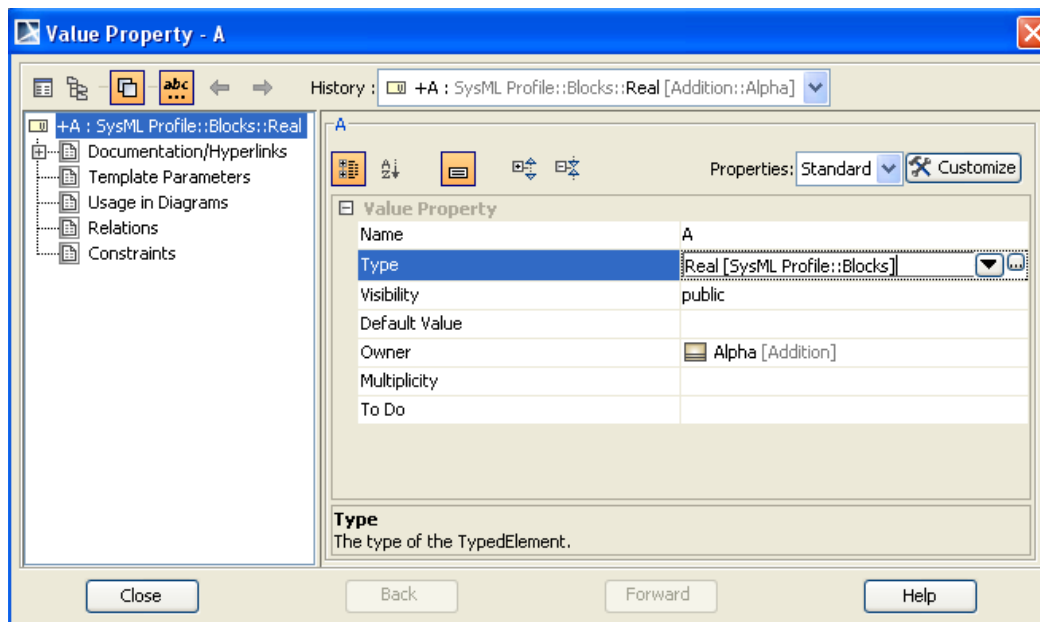 Value Property - A
abc... History : +A : SysML Profile::Blocks::Real [Addition::Alpha]
+A : SysML Profile::Blocks::Real
Documentation/Hyperlinks
Template Parameters
Usage in Diagrams
Relations
Constraints
A
Properties: Standard Customize
Value Property
Name A
Type Real [SysML Profile::Blocks] ...
Visibility public
Default Value
Owner Alpha [Addition]
Multiplicity
To Do
Type
The type of the TypedElement.
Close Back Forward Help